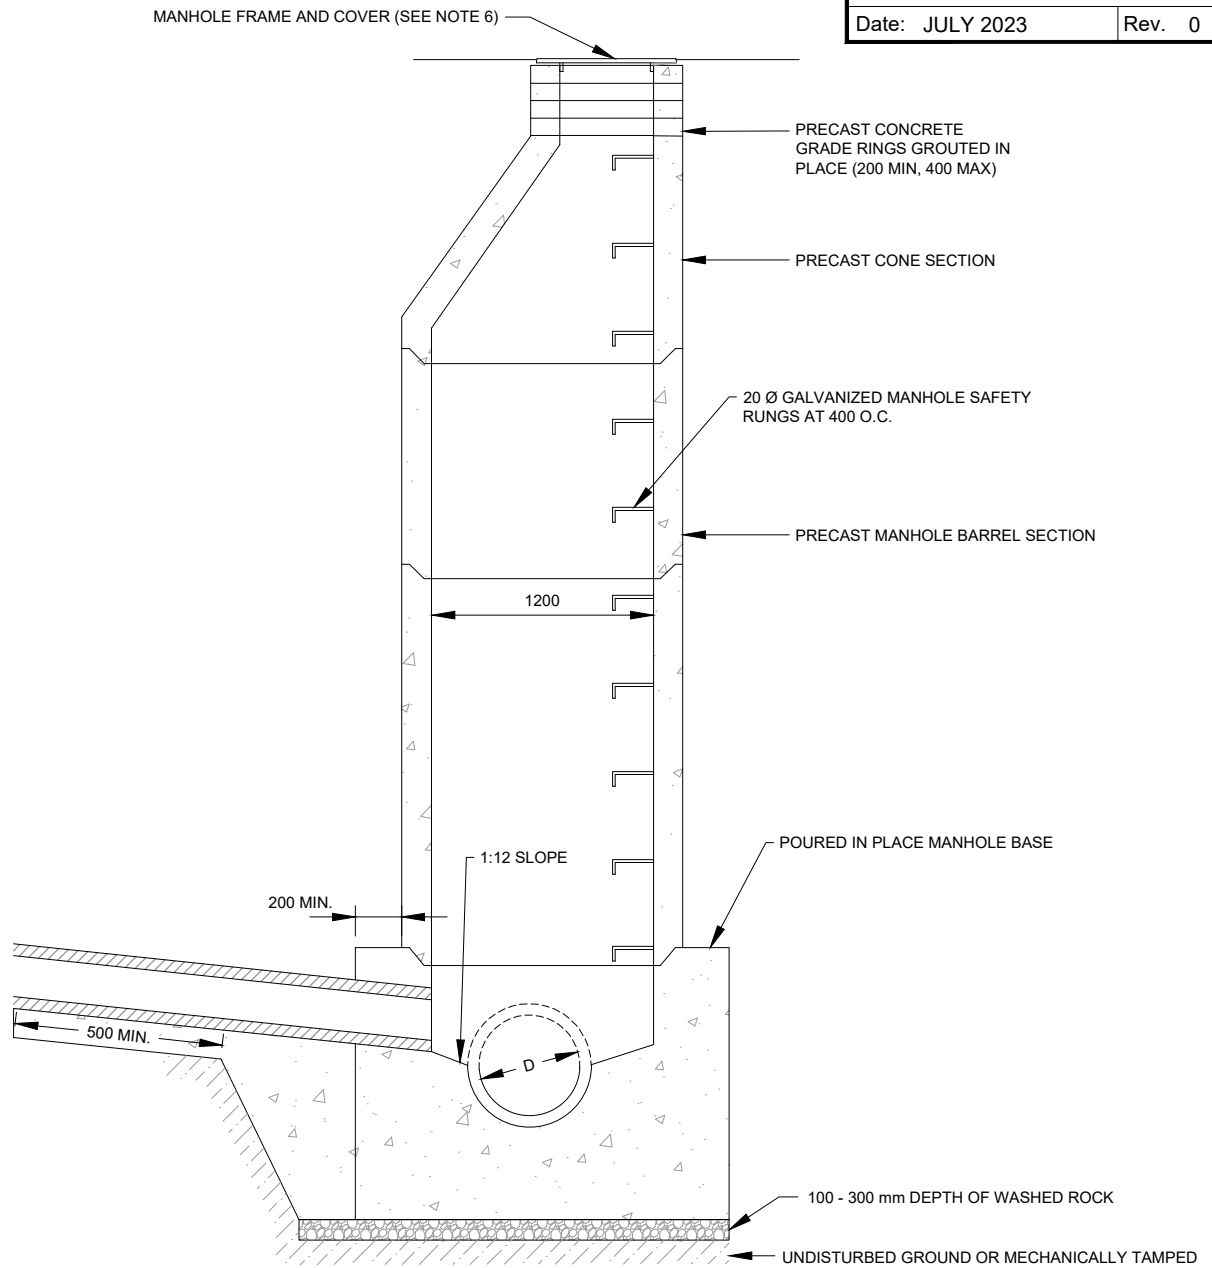 MANHOLE FRAME AND COVER (SEE NOTE 6)
Date: JULY 2023
Rev. 0
PRECAST CONCRETE
GRADE RINGS GROUTED IN
PLACE (200 MIN, 400 MAX)
PRECAST CONE SECTION
20 Ø GALVANIZED MANHOLE SAFETY
RUNGS AT 400 O.C.
PRECAST MANHOLE BARREL SECTION
1200
1:12 SLOPE
POURED IN PLACE MANHOLE BASE
200 MIN.
500 MIN.
D
100 - 300 mm DEPTH OF WASHED ROCK
UNDISTURBED GROUND OR MECHANICALLY TAMPED